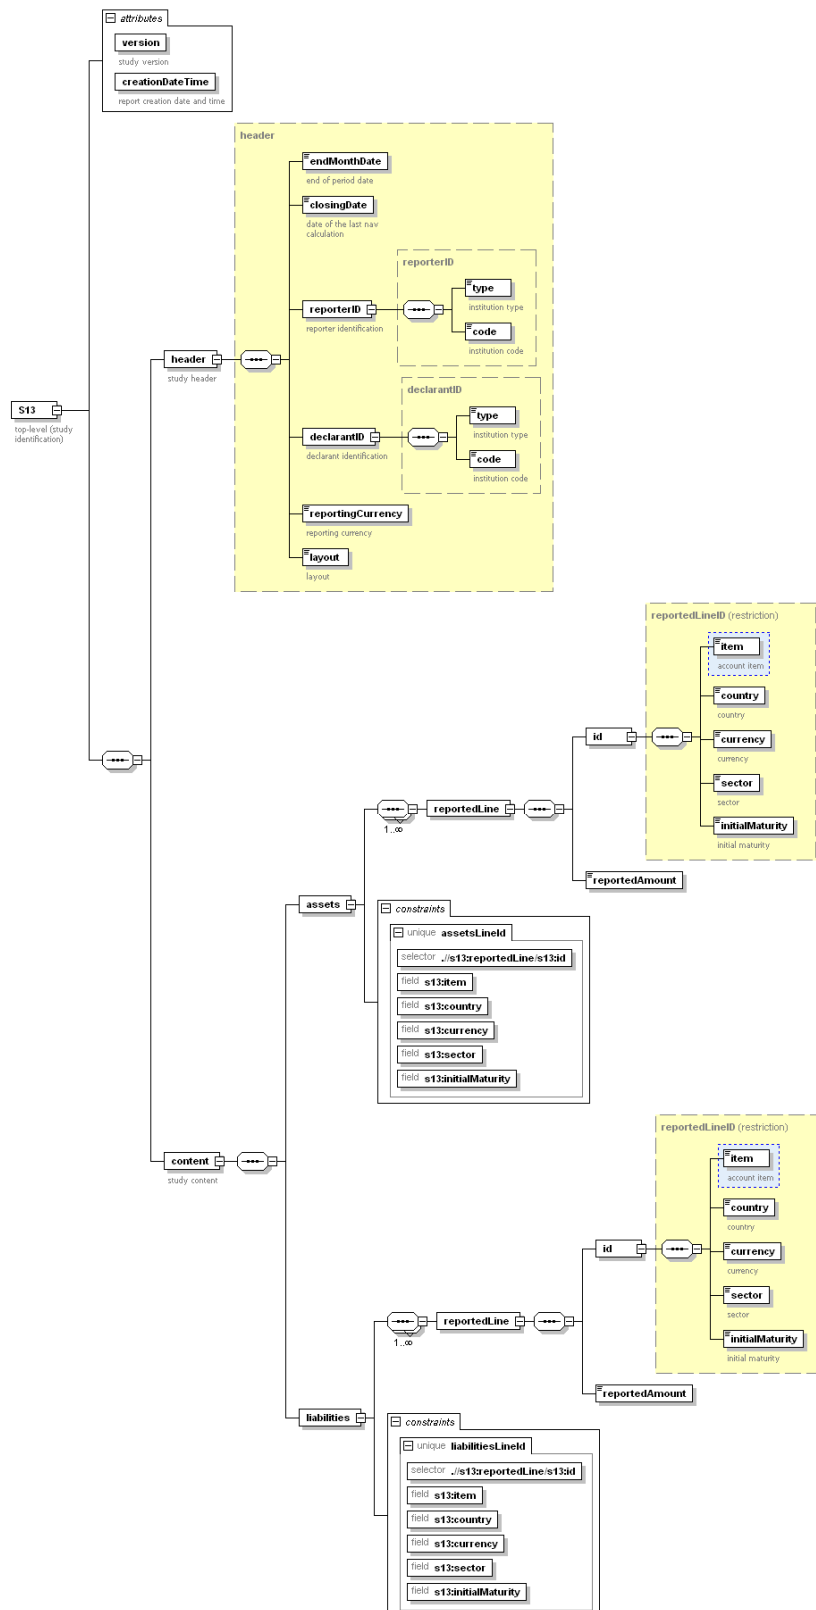 attributes
version
study version
creationDateTime
report creation date and time
header
endMonthDate
end of period date
closingDate
date of the last nav
calculation
reporterID
type
institution type
reporterID
reporter identification
code
institution code
header
study header
declarantID
type
institution type
declarantID
declarant identification
code
institution code
S13
top-level (study
identification)
reportingCurrency
reporting currency
layout
layout
reportedLineID (restriction)
item
account item
country
country
id
currency
currency
sector
sector
reportedLine
1..∞
initialMaturity
initial maturity
reportedAmount
assets
constraints
unique assetsLineId
selector .//s13:reportedLine/s13:id
field s13:item
field s13:country
field s13:currency
field s13:sector
field s13:initialMaturity
content
study content
reportedLineID (restriction)
item
account item
country
country
id
currency
currency
sector
sector
reportedLine
1..∞
initialMaturity
initial maturity
reportedAmount
liabilities
constraints
unique liabilitiesLineId
selector .//s13:reportedLine/s13:id
field s13:item
field s13:country
field s13:currency
field s13:sector
field s13:initialMaturity